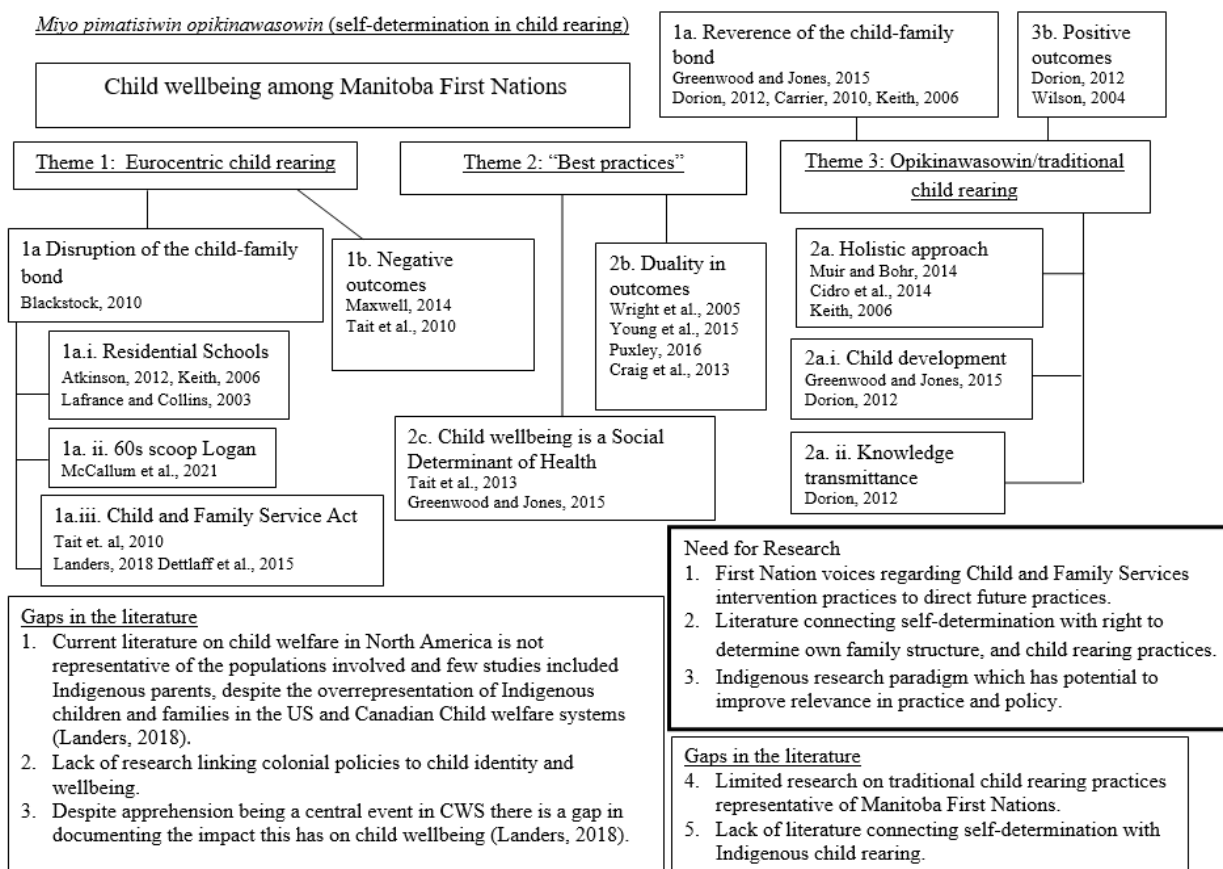 Miyo pimatisiwin opikinawasowin (self-determination in child rearing)
Child wellbeing among Manitoba First Nations
1a. Reverence of the child-family
bond
Greenwood and Jones, 2015
Dorion, 2012, Carrier, 2010, Keith, 2006
3b. Positive
outcomes
Dorion, 2012
Wilson, 2004
Theme 1:  Eurocentric child rearing
Theme 2: “Best practices”
Theme 3: Opikinawasowin/traditional
child rearing
1a Disruption of the child-family
bond
Blackstock, 2010
1b. Negative
outcomes
Maxwell, 2014
Tait et al., 2010
1a.i. Residential Schools
Atkinson, 2012, Keith, 2006
Lafrance and Collins, 2003
1a. ii. 60s scoop Logan
McCallum et al., 2021
1a.iii. Child and Family Service Act
Tait et. al, 2010
Landers, 2018 Dettlaff et al., 2015
2b. Duality in
outcomes
Wright et al., 2005
Young et al., 2015
Puxley, 2016
Craig et al., 2013
2c. Child wellbeing is a Social
Determinant of Health
Tait et al., 2013
Greenwood and Jones, 2015
2a. Holistic approach
Muir and Bohr, 2014
Cidro et al., 2014
Keith, 2006
2a.i. Child development
Greenwood and Jones, 2015
Dorion, 2012
2a. ii. Knowledge
transmittance
Dorion, 2012
Gaps in the literature
1. Current literature on child welfare in North America is not
representative of the populations involved and few studies included
Indigenous parents, despite the overrepresentation of Indigenous
children and families in the US and Canadian Child welfare systems
(Landers, 2018).
2. Lack of research linking colonial policies to child identity and
wellbeing.
3. Despite apprehension being a central event in CWS there is a gap in
documenting the impact this has on child wellbeing (Landers, 2018).
Need for Research
1. First Nation voices regarding Child and Family Services
intervention practices to direct future practices.
2. Literature connecting self-determination with right to
determine own family structure, and child rearing practices.
3. Indigenous research paradigm which has potential to
improve relevance in practice and policy.
Gaps in the literature
4. Limited research on traditional child rearing practices
representative of Manitoba First Nations.
5. Lack of literature connecting self-determination with
Indigenous child rearing.